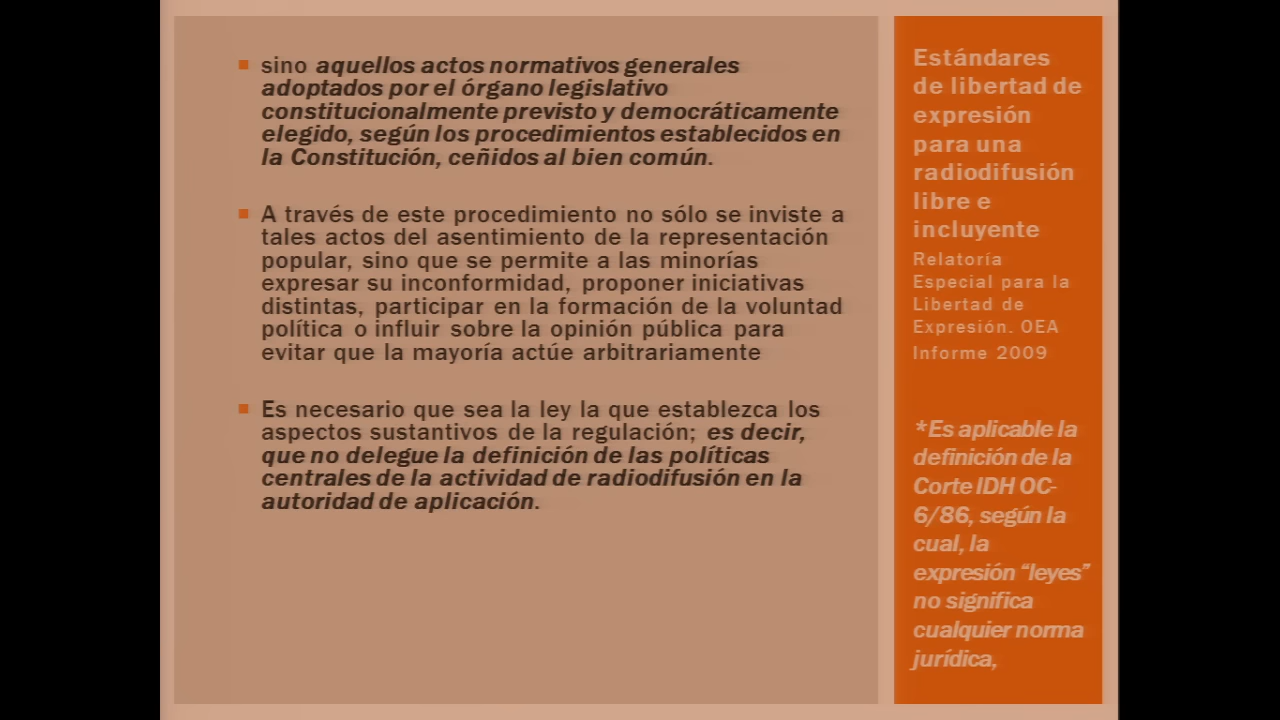 sino aquellos actos normativos generales
adoptados por el órgano legislativo
constitucionalmente previsto y democráticamente
elegido, según los procedimientos establecidos en
la Constitución, ceñidos al bien común.
A través de este procedimiento no sólo se inviste a
tales actos del asentimiento de la representación
popular, sino que se permite a las minorías
expresar su inconformidad, proponer iniciativas
distintas, participar en la formación de la voluntad
política o influir sobre la opinión pública para
evitar que la mayoría actúe arbitrariamente
Es necesario que sea la ley la que establezca los
aspectos sustantivos de la regulación; es decir,
que no delegue la definición de las políticas
centrales de la actividad de radiodifusión en la
autoridad de aplicación.
Estándares
de libertad de
expresión
para una
radiodifusión
libre e
incluyente
Relatoría
Especial para la
Libertad de
Expresión. OEA
Informe 2009
*Es aplicable la
definición de la
Corte IDH OC-
6/86, según la
cual, la
expresión “leyes”
no significa
cualquier norma
jurídica,